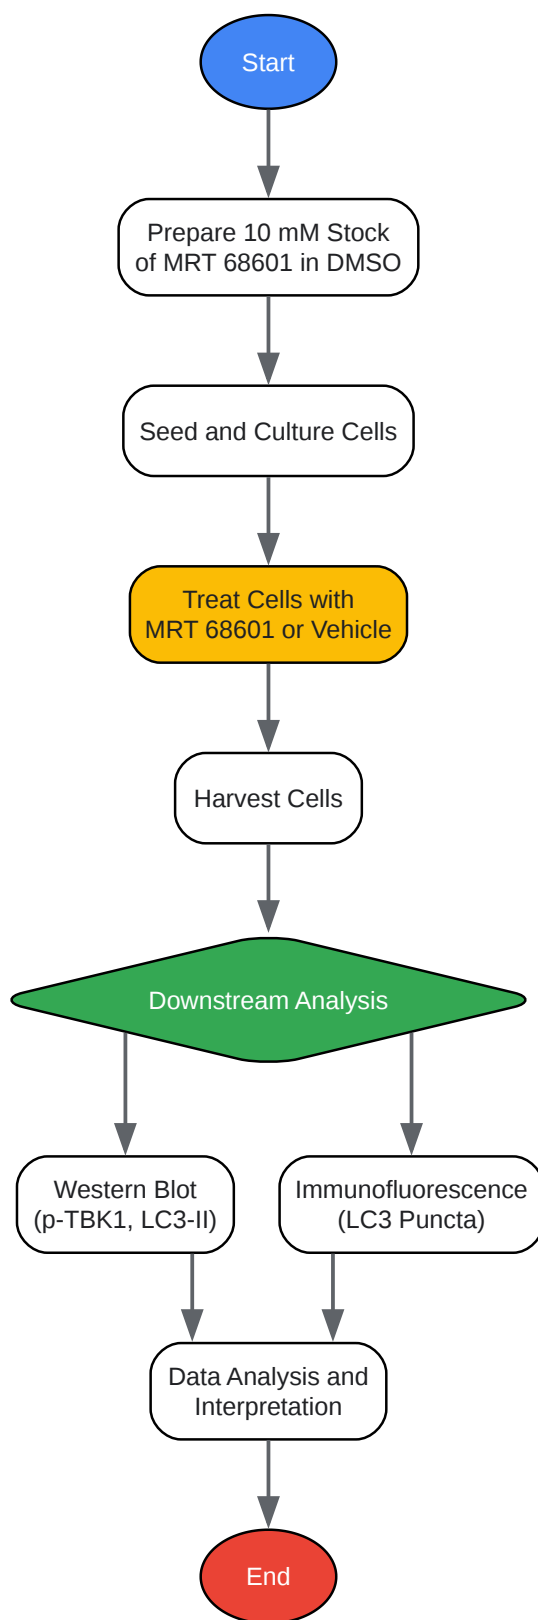 Start
Prepare 10 mM Stock
of MRT 68601 in DMSO
Seed and Culture Cells
Treat Cells with
MRT 68601 or Vehicle
Harvest Cells
Downstream Analysis
Western Blot
(p-TBK1, LC3-II)
Immunofluorescence
(LC3 Puncta)
Data Analysis and
Interpretation
End